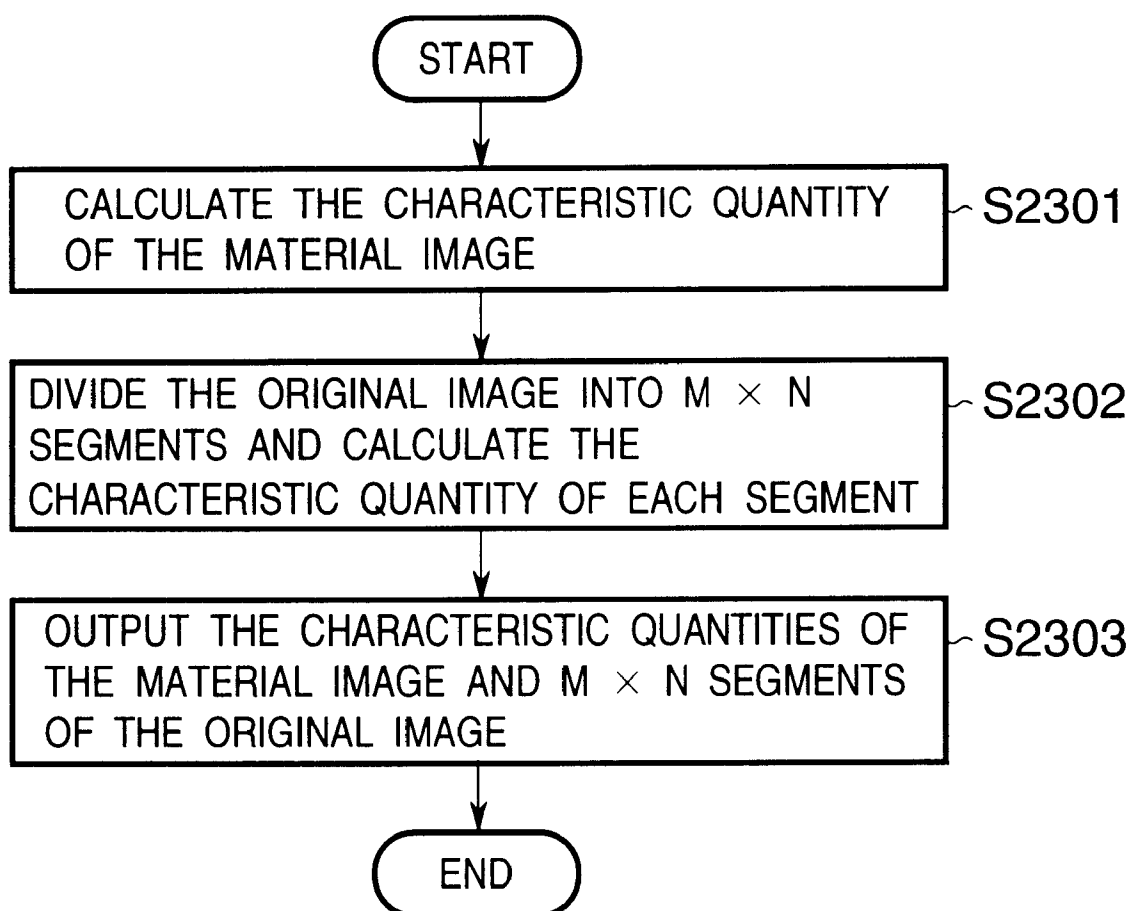 START
CALCULATE THE CHARACTERISTIC QUANTITY
OF THE MATERIAL IMAGE
S2301
DIVIDE THE ORIGINAL IMAGE INTO M × N
SEGMENTS AND CALCULATE THE
CHARACTERISTIC QUANTITY OF EACH SEGMENT
S2302
OUTPUT THE CHARACTERISTIC QUANTITIES OF
THE MATERIAL IMAGE AND M × N SEGMENTS
OF THE ORIGINAL IMAGE
S2303
END